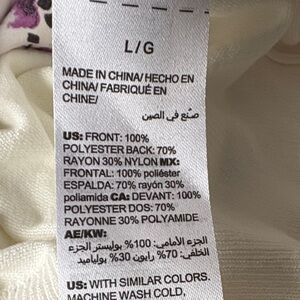 L/G
MADE IN CHINA/ HECHO EN
CHINA/ FABRIQUÉ EN
CHINE/
صنع في الصين
US: FRONT: 100%
POLYESTER BACK: 70%
RAYON 30% NYLON MX:
FRONTAL: 100% poliéster
ESPALDA: 70% rayón 30%
poliamida CA: DEVANT: 100%
POLYESTER DOS: 70%
RAYONNE 30% POLYAMIDE
AE/KW:
الجزء الأمامي: 100% بوليستر الجزء
الخلفي: 70% رايون 30% بولياميد
US: WITH SIMILAR COLORS.
MACHINE WASH COLD,